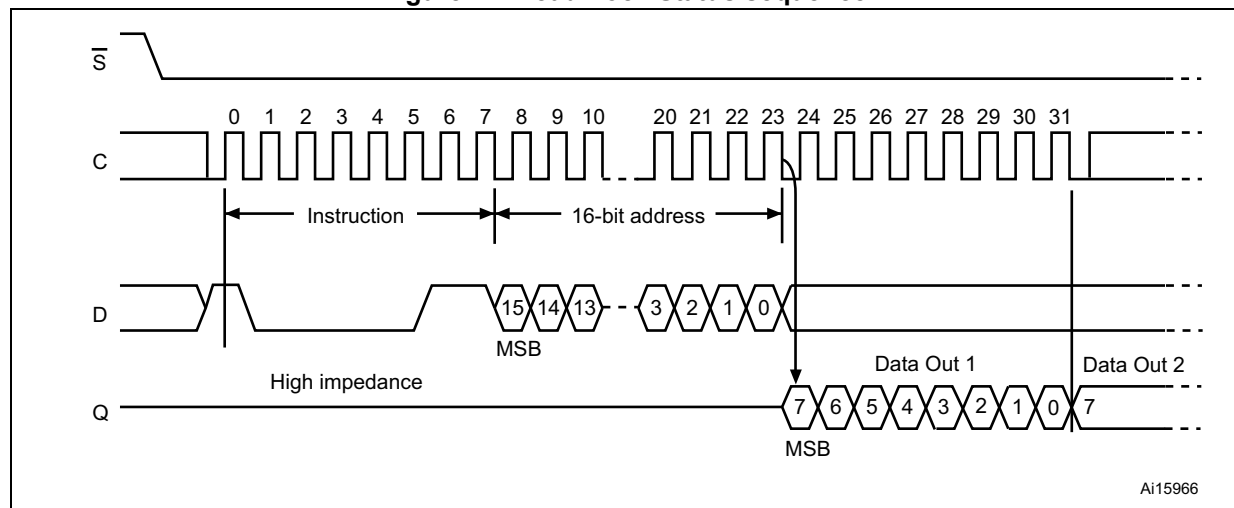 S
0 1 2 3 4 5 6 7 8 9 10 20 21 22 23 24 25 26 27 28 29 30 31
C
Instruction 16-bit address
D 15 14 13 3 2 1 0
MSB
Data Out 1 Data Out 2
High impedance
Q 7 6 5 4 3 2 1 0 7
MSB
Ai15966